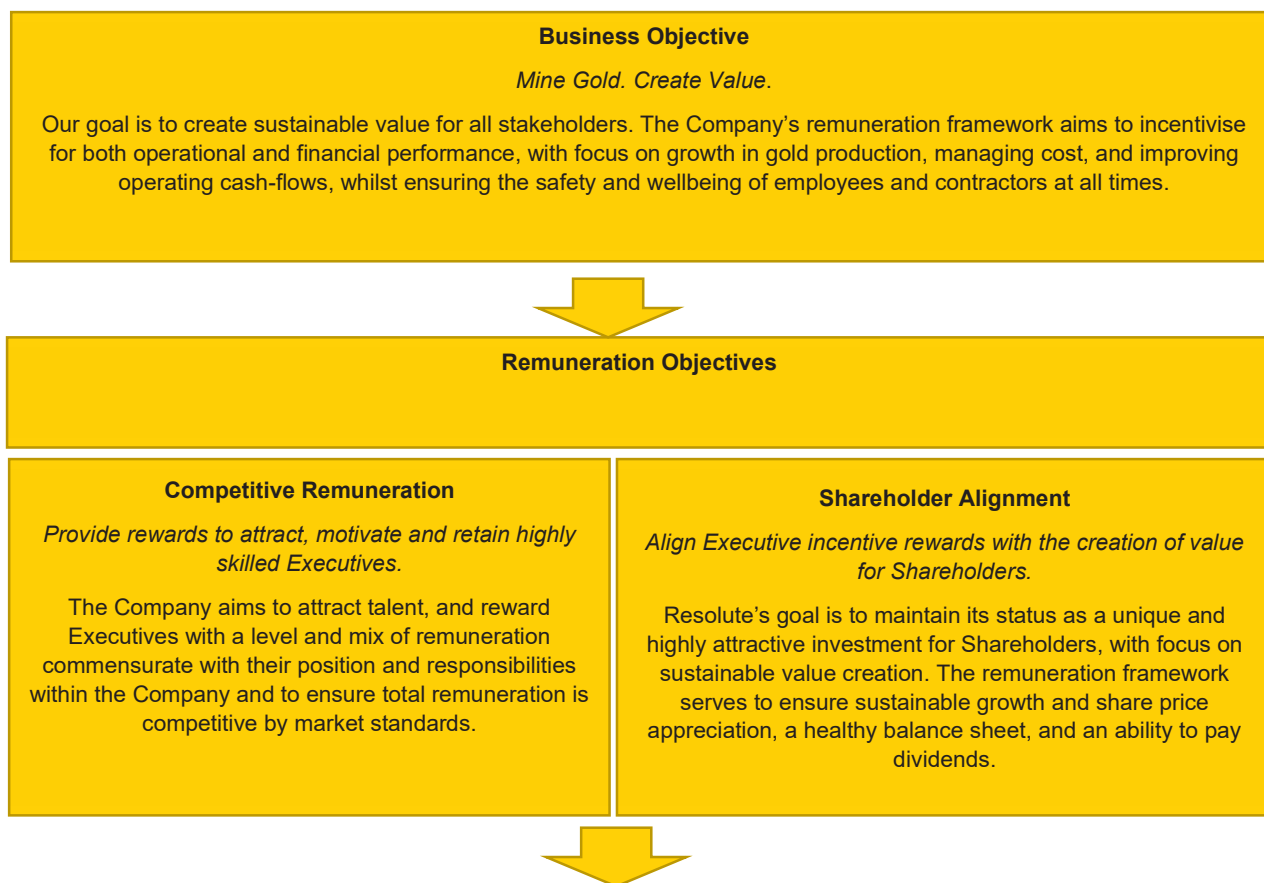 Business Objective
Mine Gold. Create Value.
Our goal is to create sustainable value for all stakeholders. The Company’s remuneration framework aims to incentivise
for both operational and financial performance, with focus on growth in gold production, managing cost, and improving
operating cash-flows, whilst ensuring the safety and wellbeing of employees and contractors at all times.
Remuneration Objectives
Competitive Remuneration
Provide rewards to attract, motivate and retain highly
skilled Executives.
The Company aims to attract talent, and reward
Executives with a level and mix of remuneration
commensurate with their position and responsibilities
within the Company and to ensure total remuneration is
competitive by market standards.
Shareholder Alignment
Align Executive incentive rewards with the creation of value
for Shareholders.
Resolute’s goal is to maintain its status as a unique and
highly attractive investment for Shareholders, with focus on
sustainable value creation. The remuneration framework
serves to ensure sustainable growth and share price
appreciation, a healthy balance sheet, and an ability to pay
dividends.